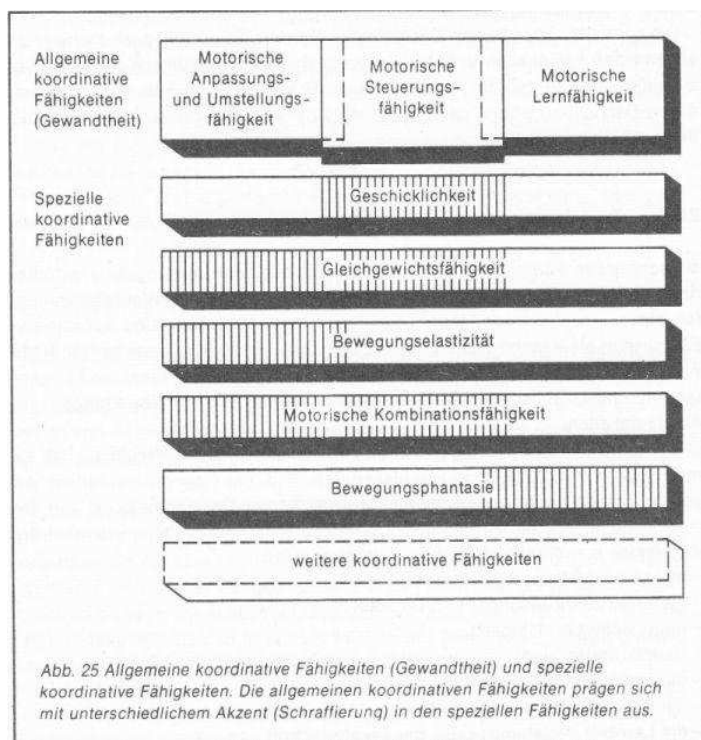 Allgemeine
koordinative
Fähigkeiten
(Gewandtheit)
Motorische
Anpassungs-
und Umstellungs-
fähigkeit
Motorische
Steuerungs-
fähigkeit
Motorische
Lernfähigkeit
Spezielle
koordinative
Fähigkeiten
Geschicklichkeit
Gleichgewichtsfähigkeit
Bewegungselastizität
Motorische Kombinationsfähigkeit
Bewegungsphantasie
weitere koordinative Fähigkeiten
Abb. 25 Allgemeine koordinative Fähigkeiten (Gewandtheit) und spezielle
koordinative Fähigkeiten. Die allgemeinen koordinativen Fähigkeiten prägen sich
mit unterschiedlichem Akzent (Schraffierung) in den speziellen Fähigkeiten aus.